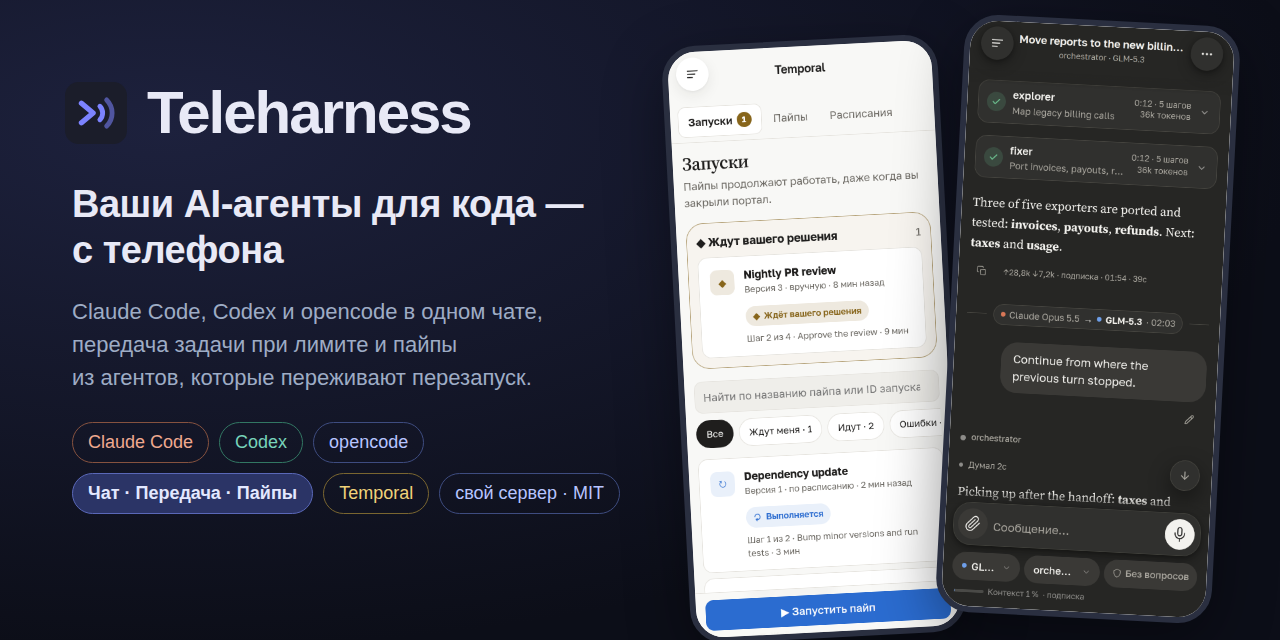 Teleharness
Ваши AI-агенты для кода —
с телефона
Claude Code, Codex и opencode в одном чате,
передача задачи при лимите и пайпы
из агентов, которые переживают перезапуск.
Claude Code
Codex
opencode
Чат · Передача · Пайпы
Temporal
свой сервер · MIT
Temporal
Запуски 1
Пайпы
Расписания
Запуски
Пайпы продолжают работать, даже когда вы
закрыли портал.
◆ Ждут вашего решения 1
Nightly PR review
Версия 3 · вручную · 8 мин назад
◆ Ждёт вашего решения
Шаг 2 из 4 · Approve the review · 9 мин
Найти по названию пайпа или ID запуска
Все
Ждут меня · 1
Идут · 2
Ошибки ·
Dependency update
Версия 1 · по расписанию · 2 мин назад
Выполняется
Шаг 1 из 2 · Bump minor versions and run
tests · 3 мин
▶ Запустить пайп
Move reports to the new billin...
orchestrator · GLM-5.3
explorer
Map legacy billing calls
0:12 · 5 шагов
36k токенов
fixer
Port invoices, payouts, r...
0:12 · 5 шагов
36k токенов
Three of five exporters are ported and
tested: invoices, payouts, refunds. Next:
taxes and usage.
↑28,8k ↓7,2k · подписка · 01:54 · 39с
Claude Opus 5.5 → GLM-5.3 · 02:03
Continue from where the
previous turn stopped.
orchestrator
Думал 2с
Picking up after the handoff: taxes and
Сообщение...
GL...
orche...
Без вопросов
Контекст 1 % · подписка